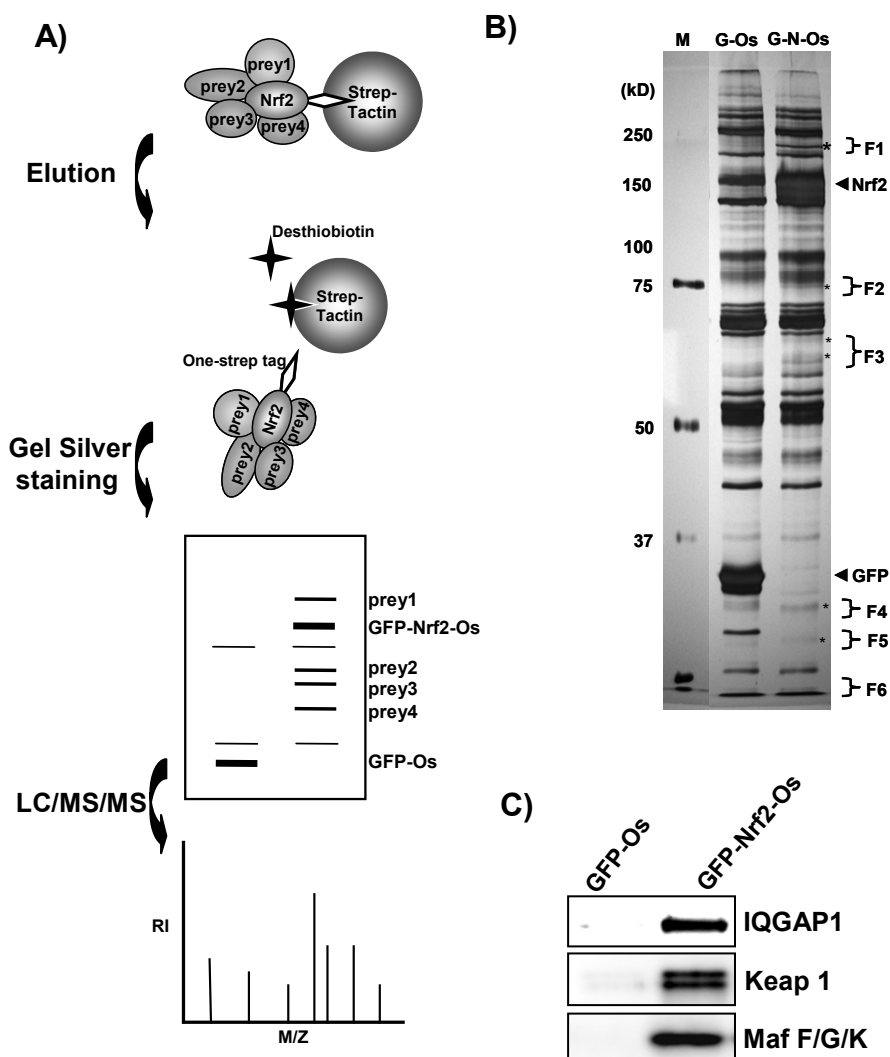 A)
prey1
prey2
Nrf2
prey3
prey4
Strep-
Tactin
Elution
Desthiobiotin
Strep-
Tactin
One-strep tag
prey1
Nrf2
prey4
prey2
prey3
Gel Silver
staining
prey1
GFP-Nrf2-Os
prey2
prey3
prey4
GFP-Os
LC/MS/MS
RI
M/Z
B)
M G-Os G-N-Os
(kD)
250
150
100
75
50
37
* F1
Nrf2
* F2
*
* F3
GFP
* F4
* F5
F6
C)
GFP-Os
GFP-Nrf2-Os
IQGAP1
Keap 1
Maf F/G/K